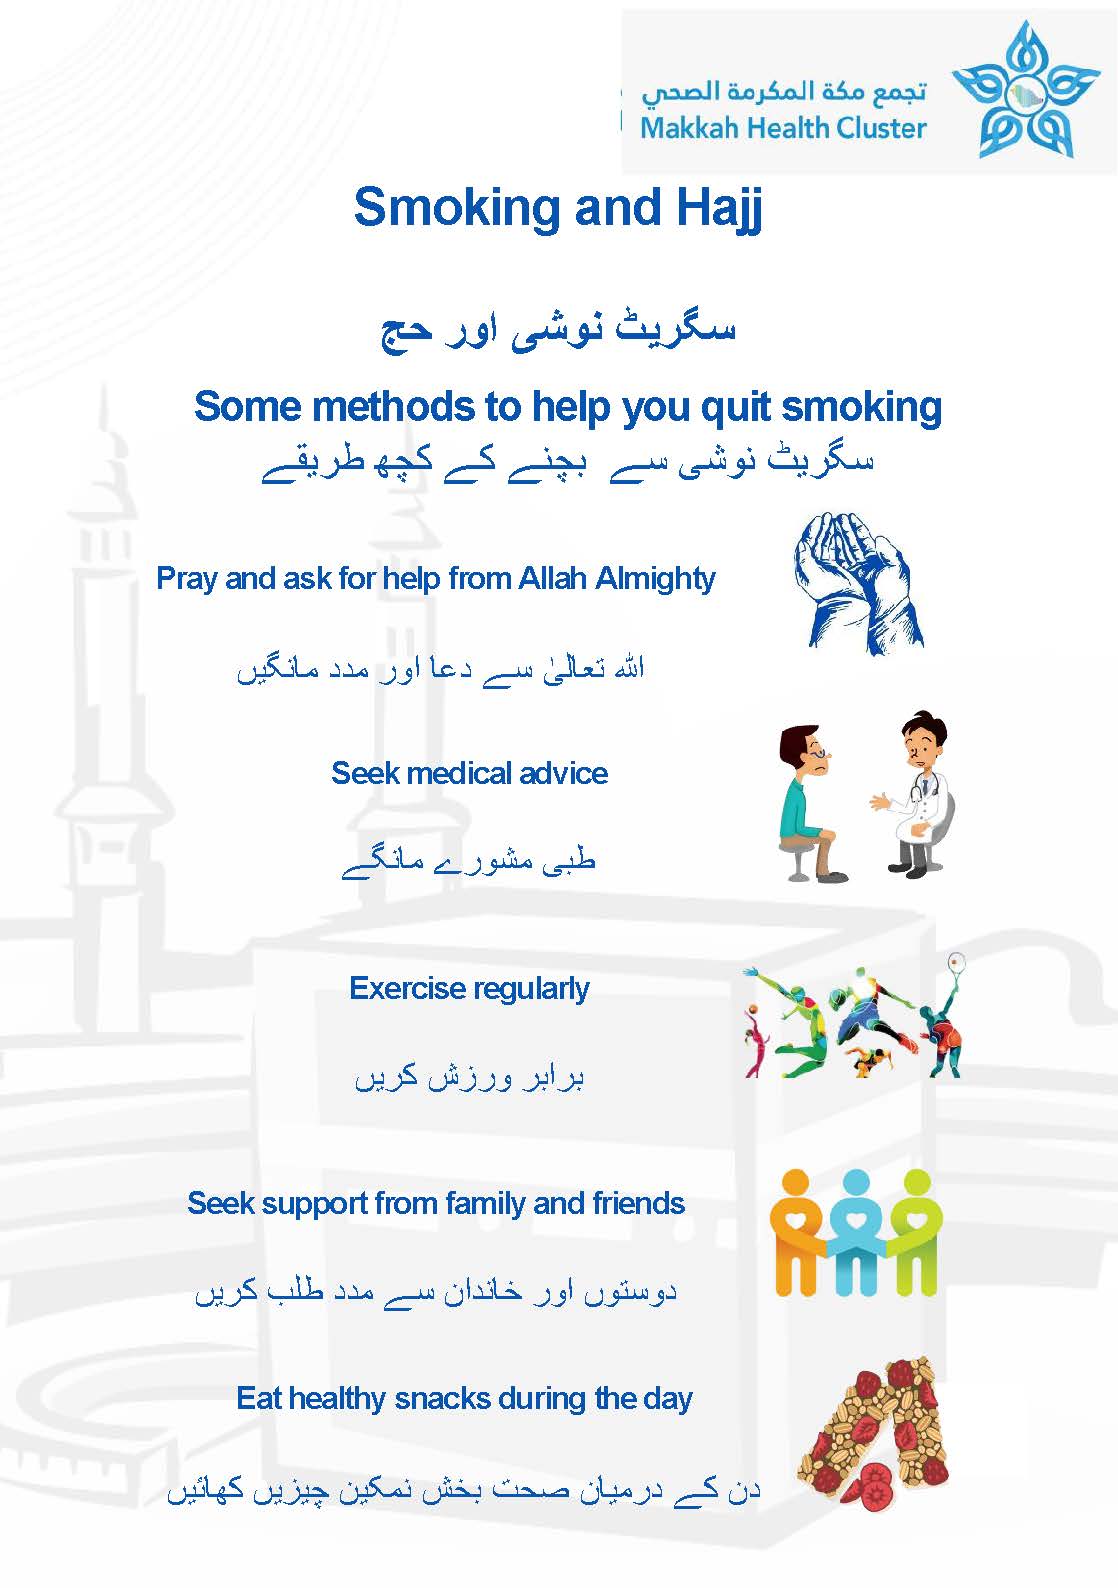 تجمع مكة المكرمة الصحي
Makkah Health Cluster
Smoking and Hajj
سگریٹ نوشی اور حج
Some methods to help you quit smoking
سگریٹ نوشی سے بچنے کے کچھ طریقے
Pray and ask for help from Allah Almighty
الله تعالیٰ سے دعا اور مدد مانگیں
Seek medical advice
طبی مشورے مانگے
Exercise regularly
برابر ورزش کریں
Seek support from family and friends
دوستوں اور خاندان سے مدد طلب کریں
Eat healthy snacks during the day
دن کے درمیان صحت بخش نمکین چیزیں کھائیں